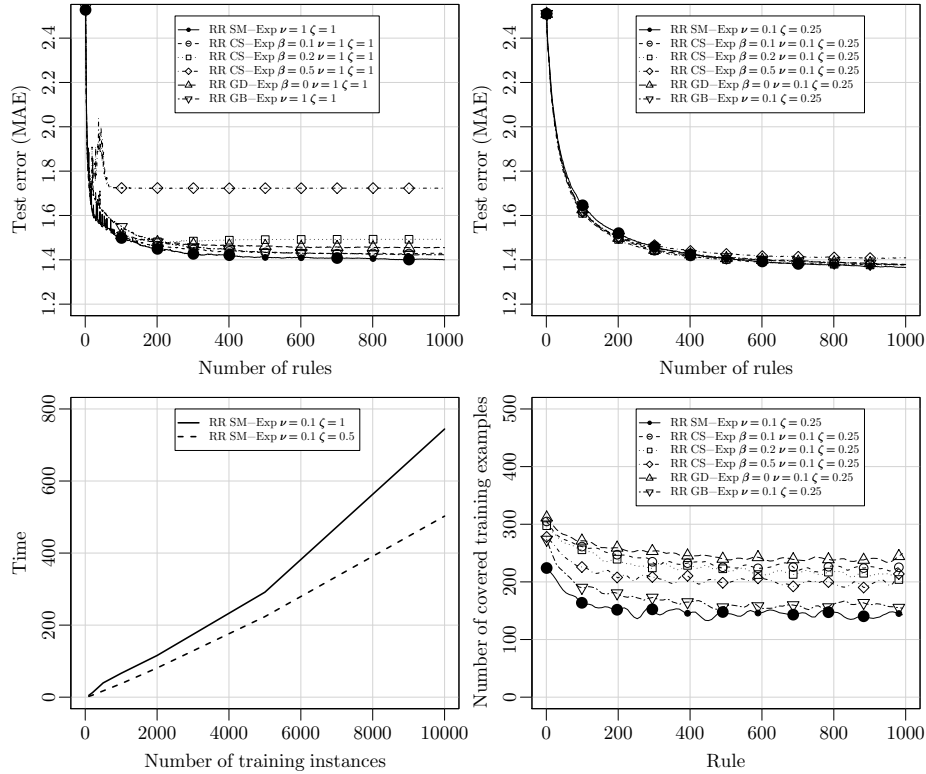 RR SM−Exp ν = 1 ζ = 1
RR CS−Exp β = 0.1 ν = 1 ζ = 1
RR CS−Exp β = 0.2 ν = 1 ζ = 1
RR CS−Exp β = 0.5 ν = 1 ζ = 1
RR GD−Exp β = 0 ν = 1 ζ = 1
RR GB−Exp ν = 1 ζ = 1
Test error (MAE)
1.2 1.4 1.6 1.8 2.0 2.2 2.4
0 200 400 600 800 1000
Number of rules
RR SM−Exp ν = 0.1 ζ = 0.25
RR CS−Exp β = 0.1 ν = 0.1 ζ = 0.25
RR CS−Exp β = 0.2 ν = 0.1 ζ = 0.25
RR CS−Exp β = 0.5 ν = 0.1 ζ = 0.25
RR GD−Exp β = 0 ν = 0.1 ζ = 0.25
RR GB−Exp ν = 0.1 ζ = 0.25
Test error (MAE)
1.2 1.4 1.6 1.8 2.0 2.2 2.4
0 200 400 600 800 1000
Number of rules
RR SM−Exp ν = 0.1 ζ = 1
RR SM−Exp ν = 0.1 ζ = 0.5
Time
0 200 400 600 800
0 2000 4000 6000 8000 10000
Number of training instances
RR SM−Exp ν = 0.1 ζ = 0.25
RR CS−Exp β = 0.1 ν = 0.1 ζ = 0.25
RR CS−Exp β = 0.2 ν = 0.1 ζ = 0.25
RR CS−Exp β = 0.5 ν = 0.1 ζ = 0.25
RR GD−Exp β = 0 ν = 0.1 ζ = 0.25
RR GB−Exp ν = 0.1 ζ = 0.25
Number of covered training examples
0 100 200 300 400 500
0 200 400 600 800 1000
Rule